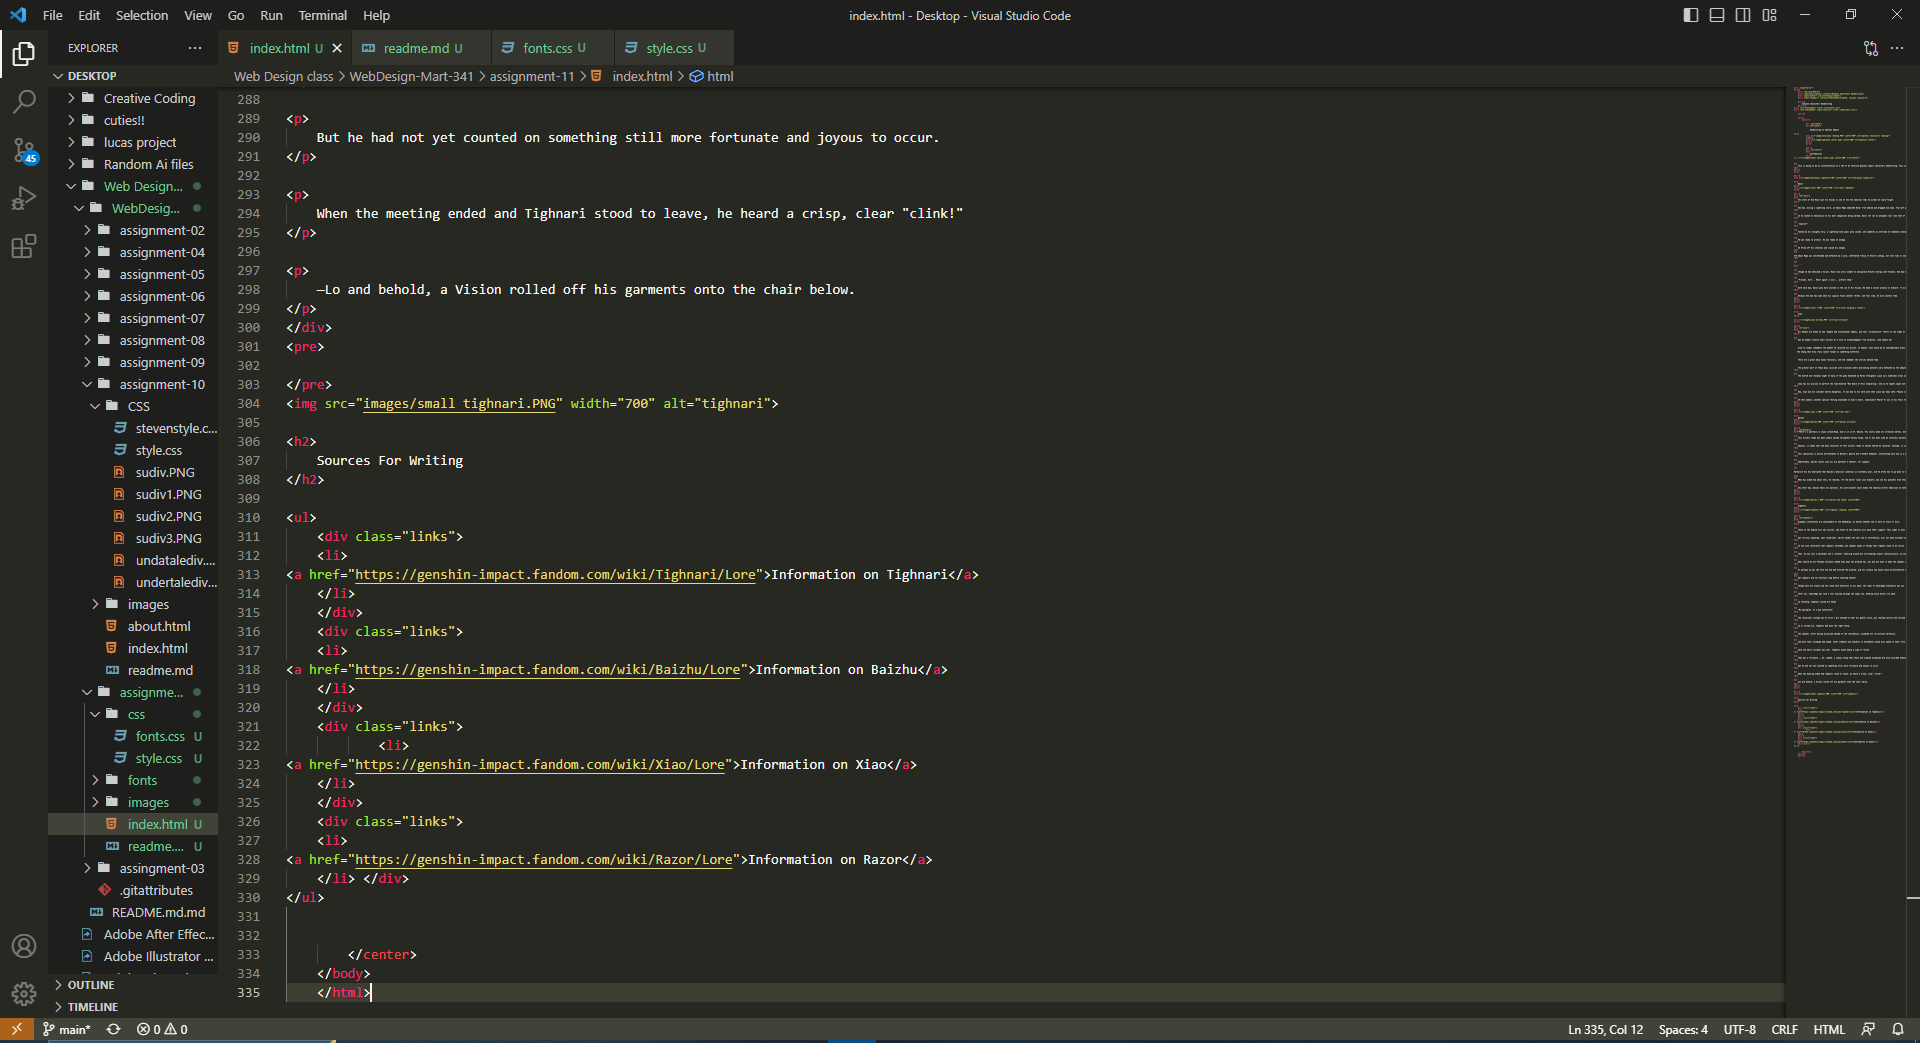 File Edit Selection View Go Run Terminal Help
index.html - Desktop - Visual Studio Code
EXPLORER
index.html U
readme.md U
fonts.css U
style.css U
DESKTOP
Web Design class > WebDesign-Mart-341 > assignment-11 > index.html > html
Creative Coding
cuties!!
lucas project
Random Ai files
Web Design...
WebDesig...
assignment-02
assignment-04
assignment-05
assignment-06
assignment-07
assignment-08
assignment-09
assignment-10
CSS
stevenstyle.c...
style.css
sudiv.PNG
sudiv1.PNG
sudiv2.PNG
sudiv3.PNG
undatalediv....
undertalediv...
images
about.html
index.html
readme.md
assignme...
css
fonts.css U
style.css U
fonts
images
index.html U
readme.... U
assingment-03
.gitattributes
README.md.md
Adobe After Effec...
Adobe Illustrator ...
OUTLINE
TIMELINE
45
288
289 <p>
290 But he had not yet counted on something still more fortunate and joyous to occur.
291 </p>
292
293 <p>
294 When the meeting ended and Tighnari stood to leave, he heard a crisp, clear "clink!"
295 </p>
296
297 <p>
298 —Lo and behold, a Vision rolled off his garments onto the chair below.
299 </p>
300 </div>
301 <pre>
302
303 </pre>
304 <img src="images/small tighnari.PNG" width="700" alt="tighnari">
305
306 <h2>
307 Sources For Writing
308 </h2>
309
310 <ul>
311 <div class="links">
312 <li>
313 <a href="https://genshin-impact.fandom.com/wiki/Tighnari/Lore">Information on Tighnari</a>
314 </li>
315 </div>
316 <div class="links">
317 <li>
318 <a href="https://genshin-impact.fandom.com/wiki/Baizhu/Lore">Information on Baizhu</a>
319 </li>
320 </div>
321 <div class="links">
322 <li>
323 <a href="https://genshin-impact.fandom.com/wiki/Xiao/Lore">Information on Xiao</a>
324 </li>
325 </div>
326 <div class="links">
327 <li>
328 <a href="https://genshin-impact.fandom.com/wiki/Razor/Lore">Information on Razor</a>
329 </li> </div>
330 </ul>
331
332
333 </center>
334 </body>
335 </html>
main* 0 0
Ln 335, Col 12 Spaces: 4 UTF-8 CRLF HTML